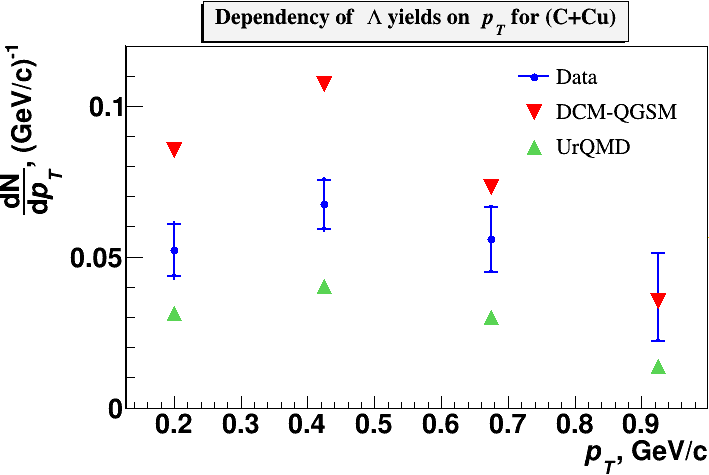 Dependency of Λ yields on p_T for (C+Cu)
dN/dp_T, (GeV/c)^-1
Data
DCM-QGSM
UrQMD
0.1
0.05
0
0.2 0.3 0.4 0.5 0.6 0.7 0.8 0.9
p_T, GeV/c